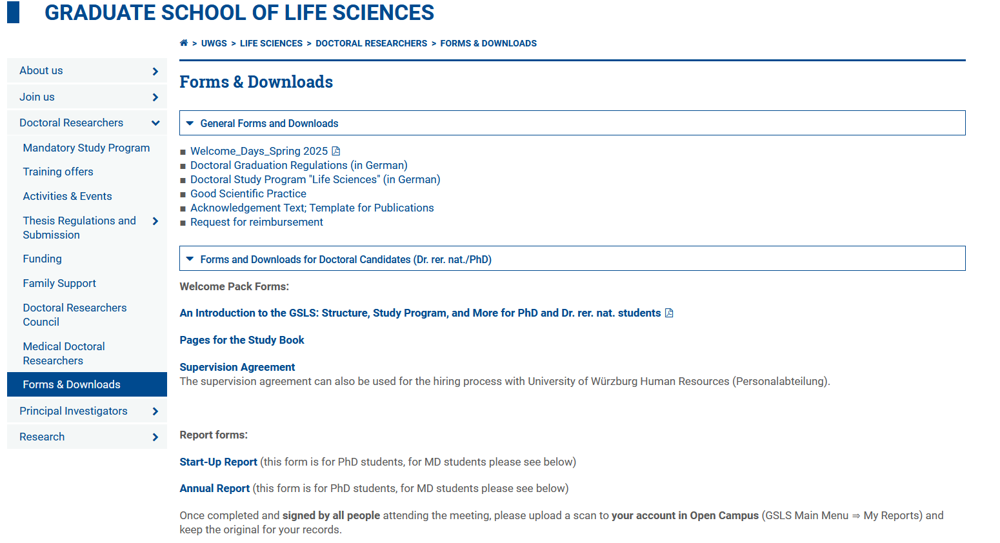 GRADUATE SCHOOL OF LIFE SCIENCES
> UWGS > LIFE SCIENCES > DOCTORAL RESEARCHERS > FORMS & DOWNLOADS
About us
Join us
Doctoral Researchers
Mandatory Study Program
Training offers
Activities & Events
Thesis Regulations and
Submission
Funding
Family Support
Doctoral Researchers
Council
Medical Doctoral
Researchers
Forms & Downloads
Principal Investigators
Research
Forms & Downloads
General Forms and Downloads
Welcome_Days_Spring 2025
Doctoral Graduation Regulations (in German)
Doctoral Study Program "Life Sciences" (in German)
Good Scientific Practice
Acknowledgement Text; Template for Publications
Request for reimbursement
Forms and Downloads for Doctoral Candidates (Dr. rer. nat./PhD)
Welcome Pack Forms:
An Introduction to the GSLS: Structure, Study Program, and More for PhD and Dr. rer. nat. students
Pages for the Study Book
Supervision Agreement
The supervision agreement can also be used for the hiring process with University of Würzburg Human Resources (Personalabteilung).
Report forms:
Start-Up Report (this form is for PhD students, for MD students please see below)
Annual Report (this form is for PhD students, for MD students please see below)
Once completed and signed by all people attending the meeting, please upload a scan to your account in Open Campus (GSLS Main Menu ⇒ My Reports) and
keep the original for your records.